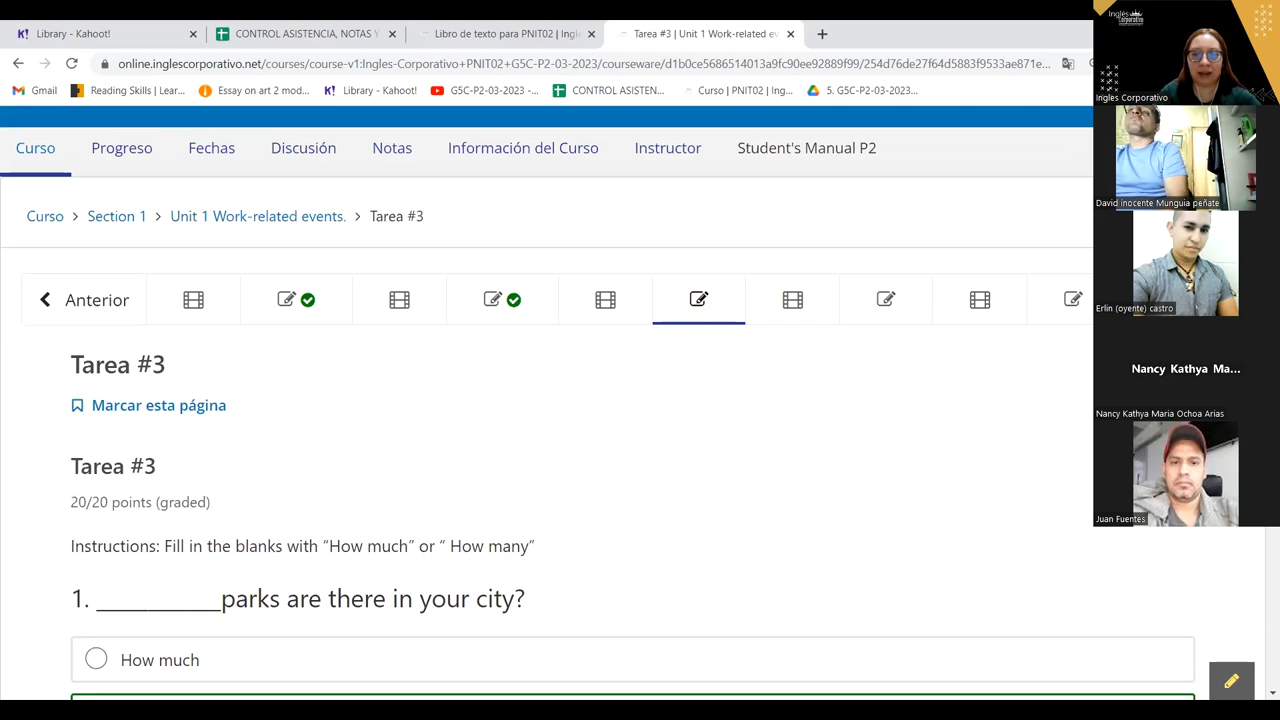 Library - Kahoot!
CONTROL ASISTENCIA, NOTAS Y
Libro de texto para PNIT02 | Ingl
Tarea #3 | Unit 1 Work-related ev
online.inglescorporativo.net/courses/course-v1:Ingles-Corporativo+PNIT02+G5C-P2-03-2023/courseware/d1b0ce5686514013a9fc90ee92889f99/254d76de27f64d5883f9533ae871e...
Gmail
Reading Skills | Lear...
Essay on art 2 mod...
Library - Kahoot!
G5C-P2-03-2023 -...
CONTROL ASISTEN...
Curso | PNIT02 | Ing...
5. G5C-P2-03-2023...
Curso
Progreso
Fechas
Discusión
Notas
Información del Curso
Instructor
Student's Manual P2
Curso > Section 1 > Unit 1 Work-related events. > Tarea #3
Anterior
Tarea #3
Marcar esta página
Tarea #3
20/20 points (graded)
Instructions: Fill in the blanks with “How much” or “ How many”
1. __________parks are there in your city?
How much
Inglés
Corporativo
Ingles Corporativo
David inocente Munguia peñate
Erlin (oyente) castro
Nancy Kathya Ma...
Nancy Kathya Maria Ochoa Arias
Juan Fuentes